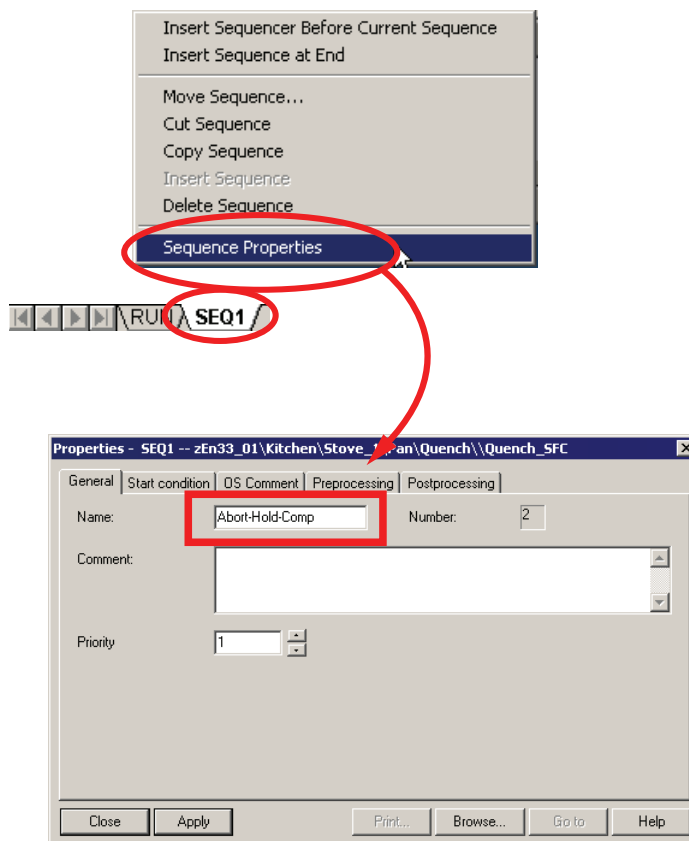 Insert Sequencer Before Current Sequence
Insert Sequence at End
Move Sequence...
Cut Sequence
Copy Sequence
Insert Sequence
Delete Sequence
Sequence Properties
RUN SEQ1
Properties - SEQ1 -- zEn33_01\Kitchen\Stove_1\Pan\Quench\\Quench_SFC
General Start condition OS Comment Preprocessing Postprocessing
Name: Abort-Hold-Comp Number: 2
Comment:
Priority 1
Close Apply Print... Browse... Go to Help